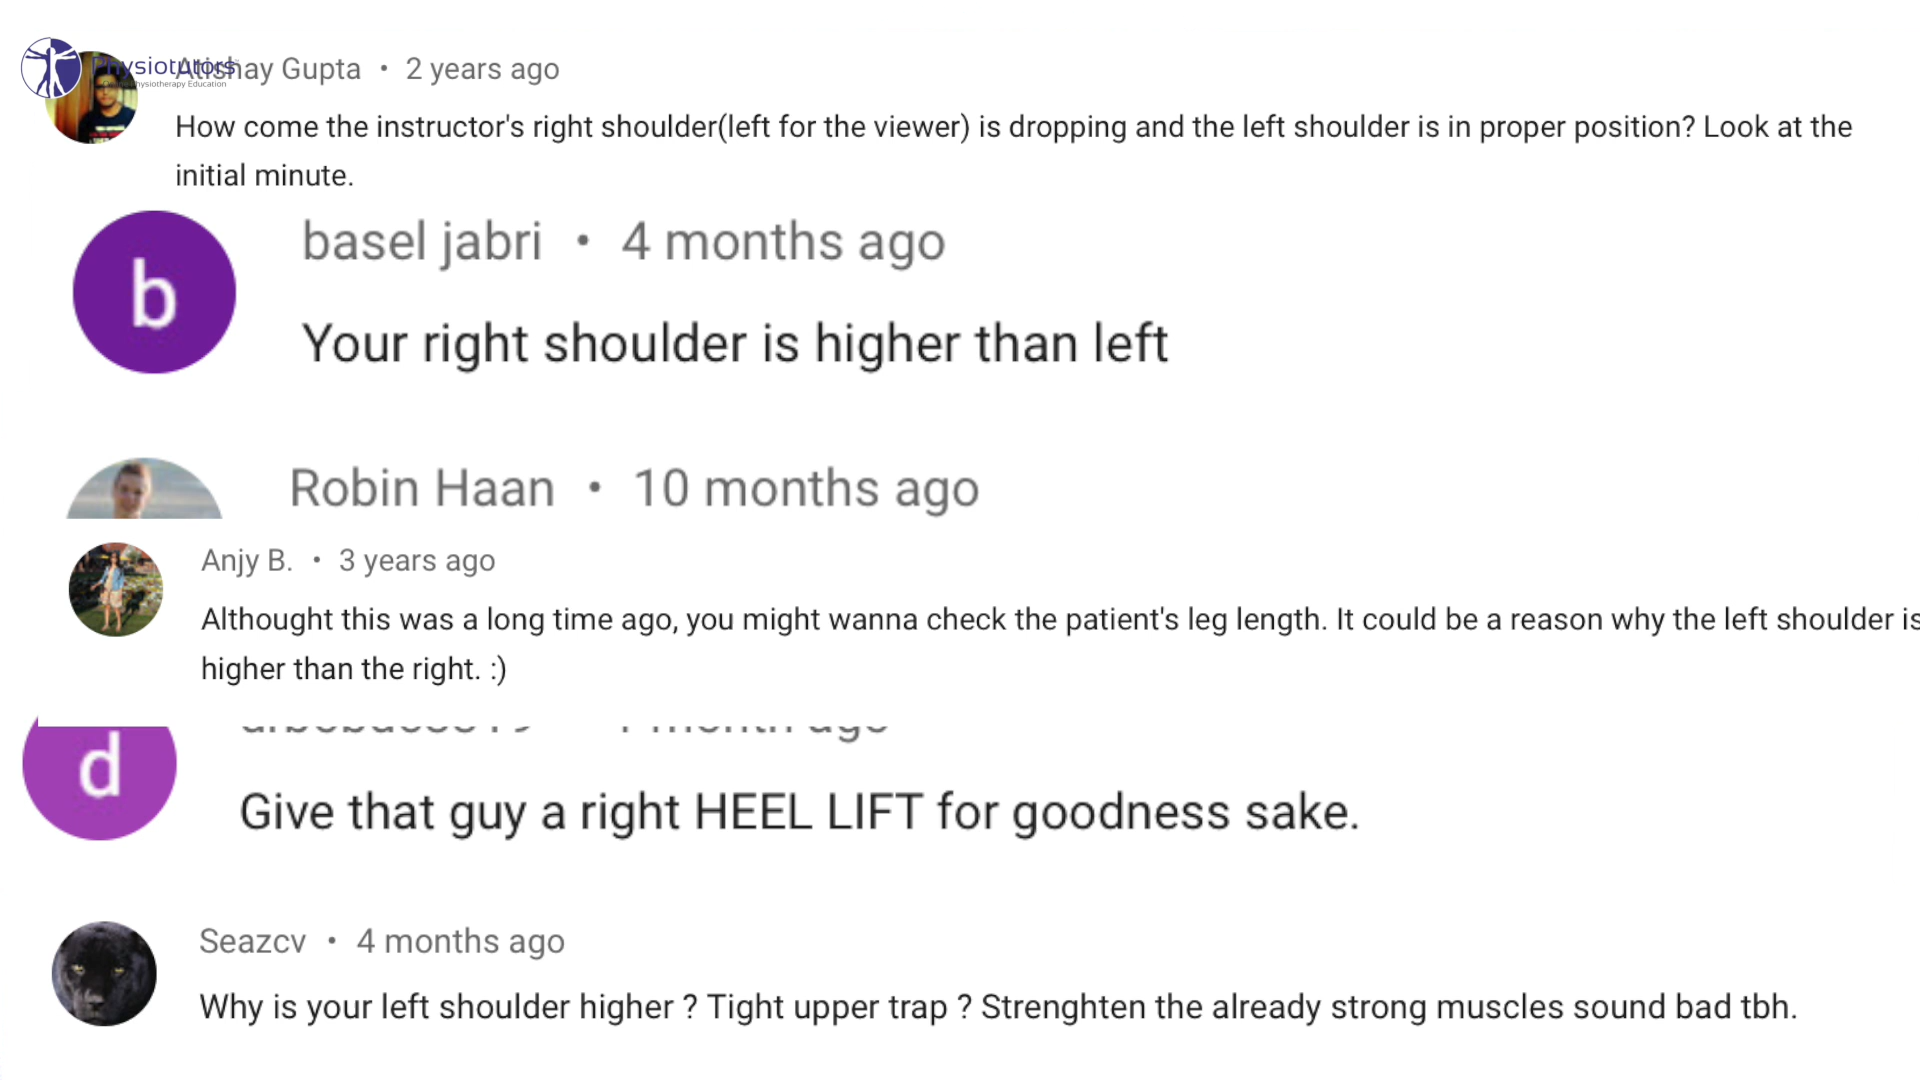 Physiotutors
Physiotherapy Education
Atishay Gupta • 2 years ago
How come the instructor's right shoulder(left for the viewer) is dropping and the left shoulder is in proper position? Look at the
initial minute.
b
basel jabri • 4 months ago
Your right shoulder is higher than left
Robin Haan • 10 months ago
Anjy B. • 3 years ago
Althought this was a long time ago, you might wanna check the patient's leg length. It could be a reason why the left shoulder is
higher than the right. :)
d
month ago
Give that guy a right HEEL LIFT for goodness sake.
Seazcv • 4 months ago
Why is your left shoulder higher ? Tight upper trap ? Strenghten the already strong muscles sound bad tbh.